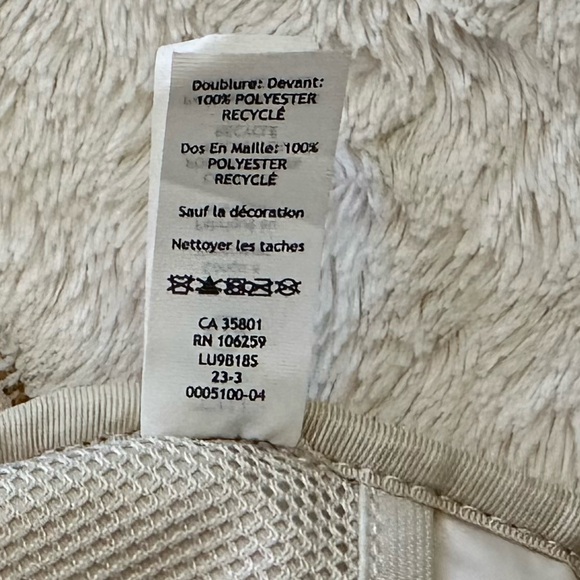 Doublure: Devant:
100% POLYESTER
RECYCLÉ
Dos En Maille: 100%
POLYESTER
RECYCLÉ
Sauf la décoration
Nettoyer les taches
CA 35801
RN 106259
LU9B18S
23-3
0005100-04